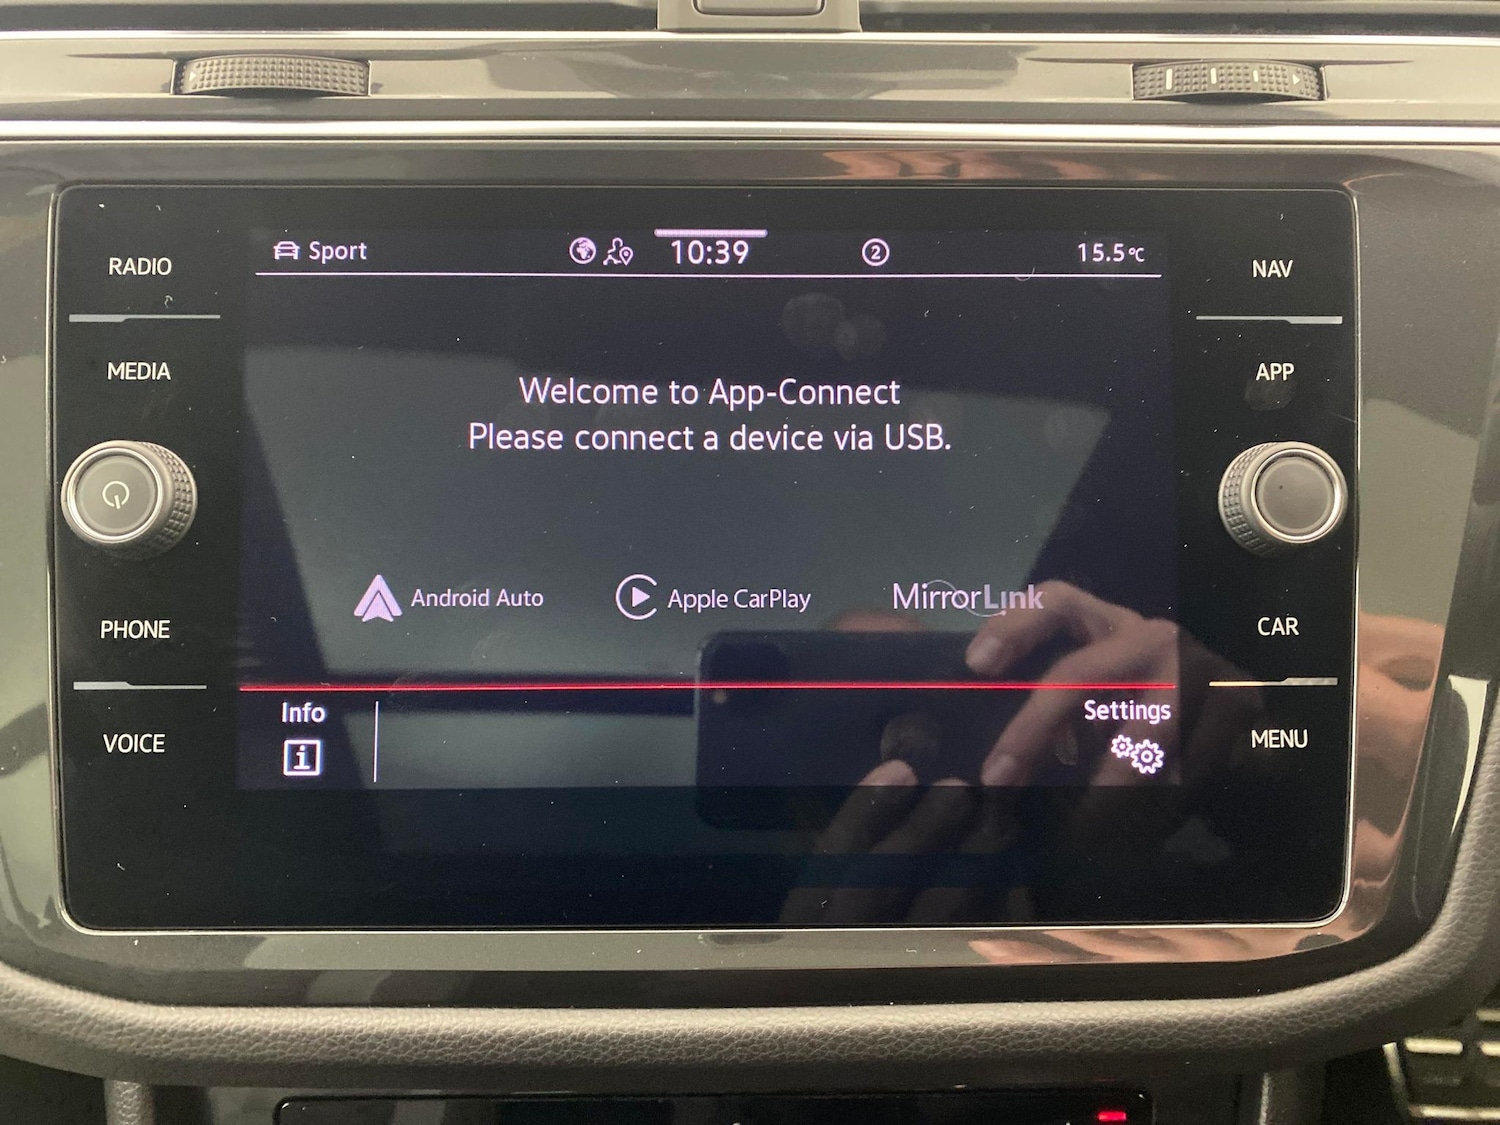 RADIO
MEDIA
PHONE
VOICE
Sport
10:39
2
15.5°C
Welcome to App-Connect
Please connect a device via USB.
Android Auto
Apple CarPlay
MirrorLink
Info
i
Settings
NAV
APP
CAR
MENU